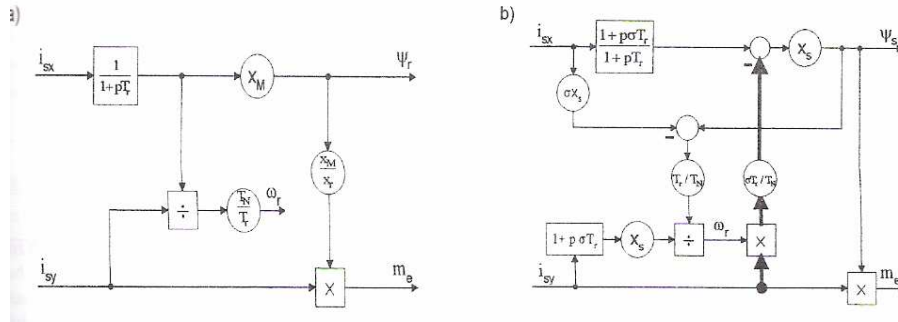 a)
i_sx
1
1+pT_r
X_M
ψ_r
X_M
X_r
÷
T_N
T_r
ω_r
i_sy
×
m_e
b)
i_sx
1 + pσT_r
1 + pT_r
-
X_s
ψ_s
σX_s
-
T_r / T_N
σT_r / T_N
1 + p σT_r
X_s
÷
ω_r
×
i_sy
×
m_e